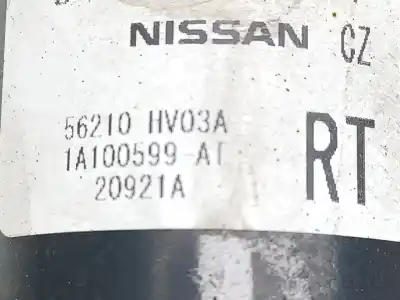 NISSAN CZ
56210 HV03A
1A100599-AT
20921A
RT